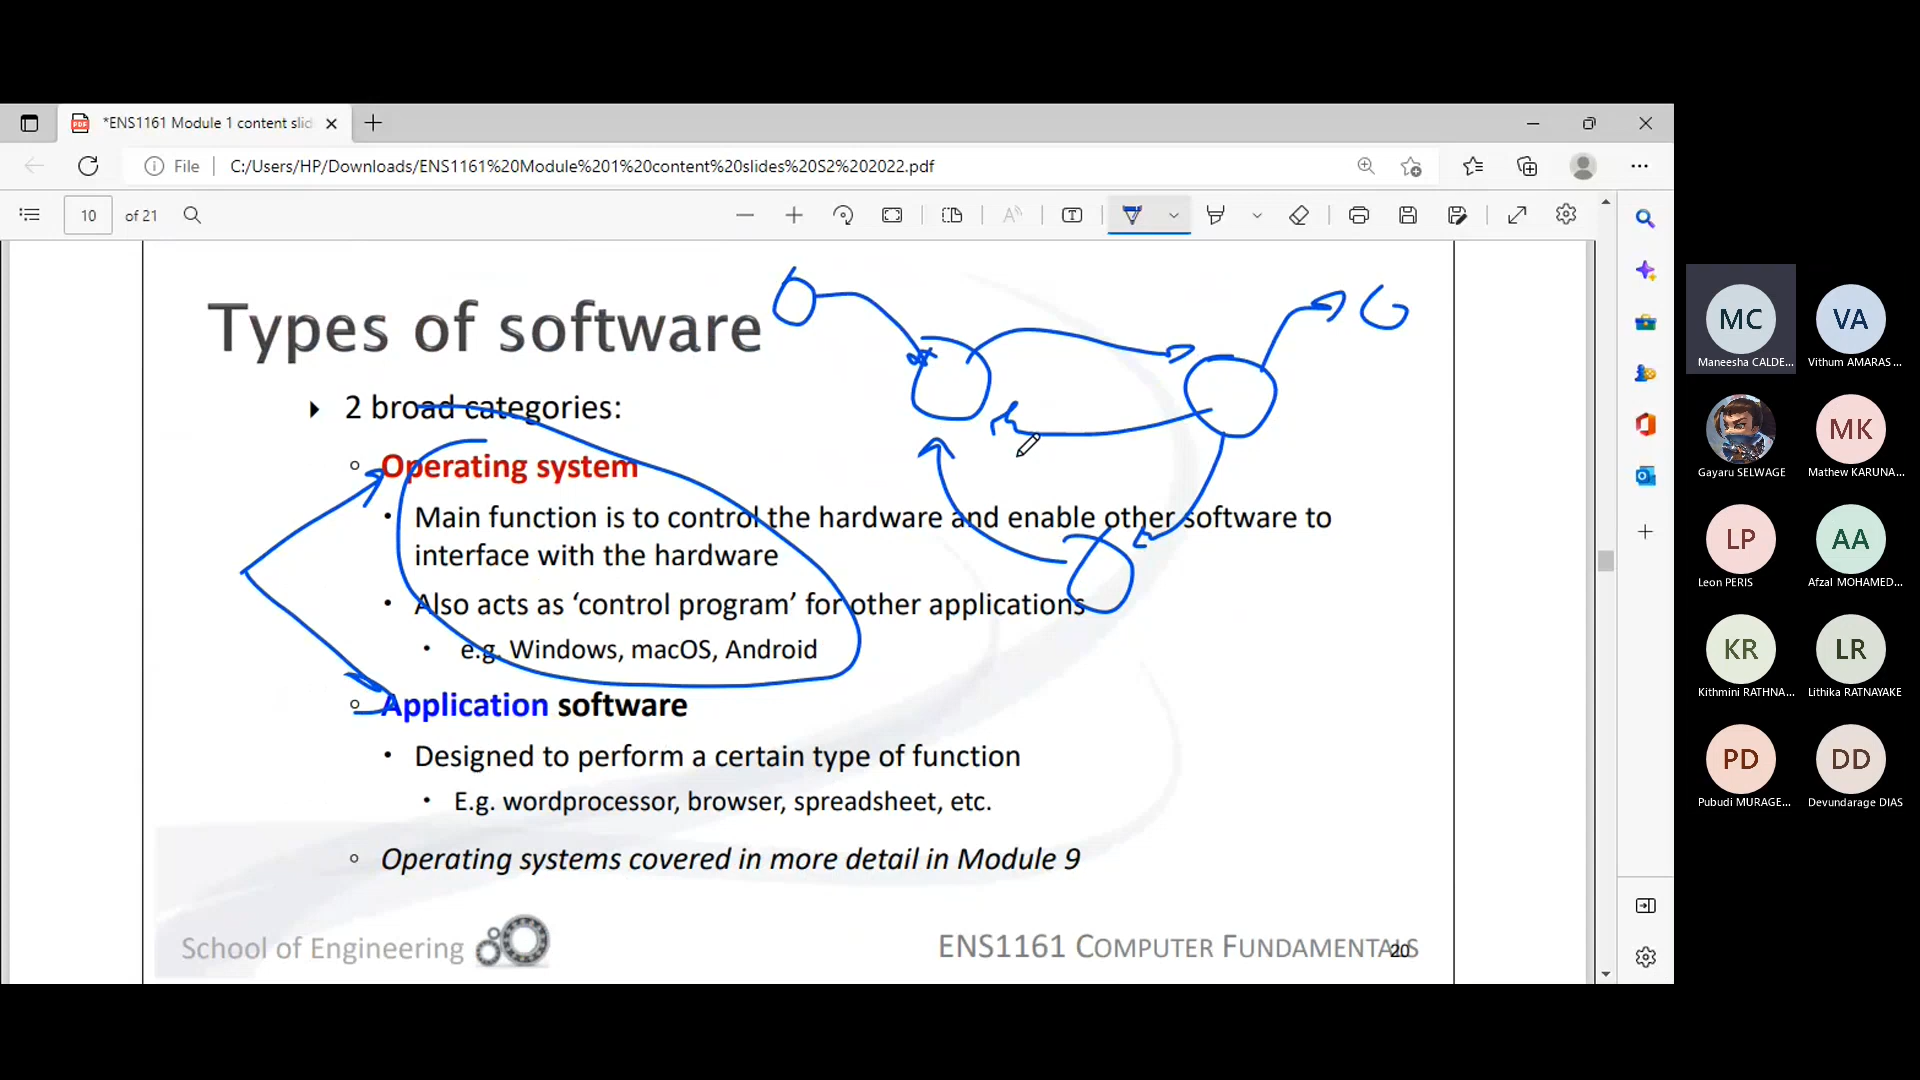 *ENS1161 Module 1 content slid
File
C:/Users/HP/Downloads/ENS1161%20Module%201%20content%20slides%20S2%202022.pdf
10 of 21
Types of software
2 broad categories:
Operating system
Main function is to control the hardware and enable other software to
interface with the hardware
Also acts as ‘control program’ for other applications
e.g. Windows, macOS, Android
Application software
Designed to perform a certain type of function
E.g. wordprocessor, browser, spreadsheet, etc.
Operating systems covered in more detail in Module 9
School of Engineering
ENS1161 COMPUTER FUNDAMENTALS
20
MC
Maneesha CALDE...
VA
Vithum AMARAS...
Gayaru SELWAGE
MK
Mathew KARUNA...
LP
Leon PERIS
AA
Afzal MOHAMED...
KR
Kithmini RATHNA...
LR
Lithika RATNAYAKE
PD
Pubudi MURAGE...
DD
Devundarage DIAS